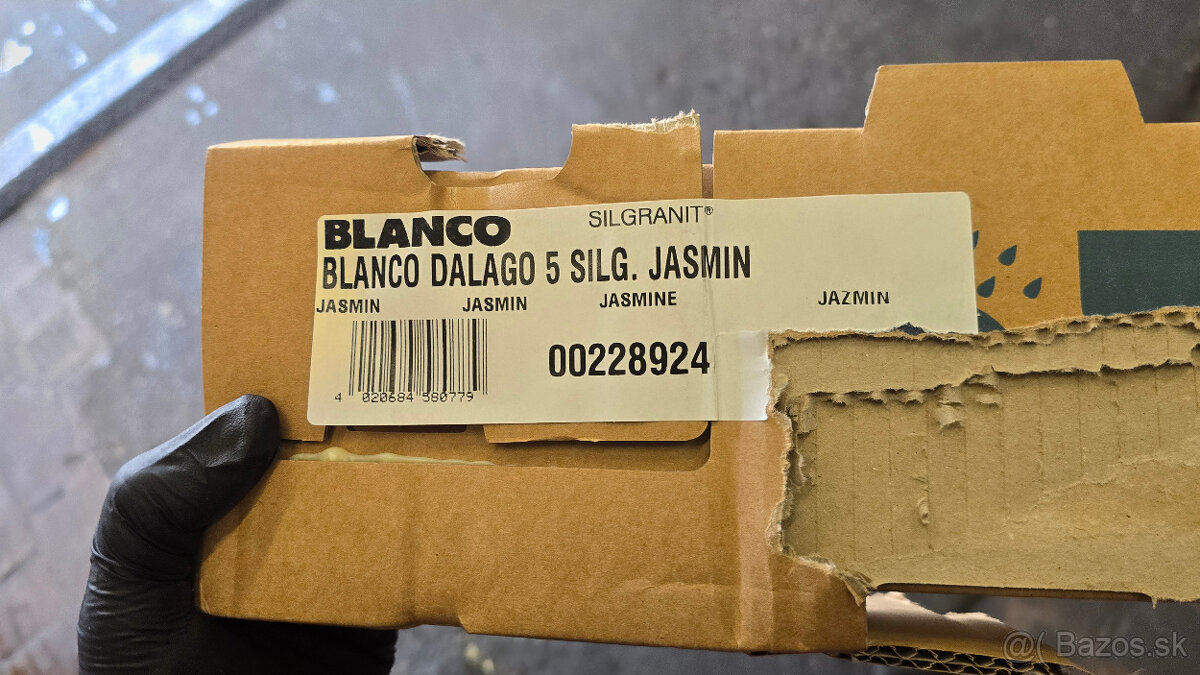 BLANCO SILGRANIT®
BLANCO DALAGO 5 SILG. JASMIN
JASMIN JASMIN JASMINE JAZMIN
00228924
4 020684 580779
@( Bazos.sk